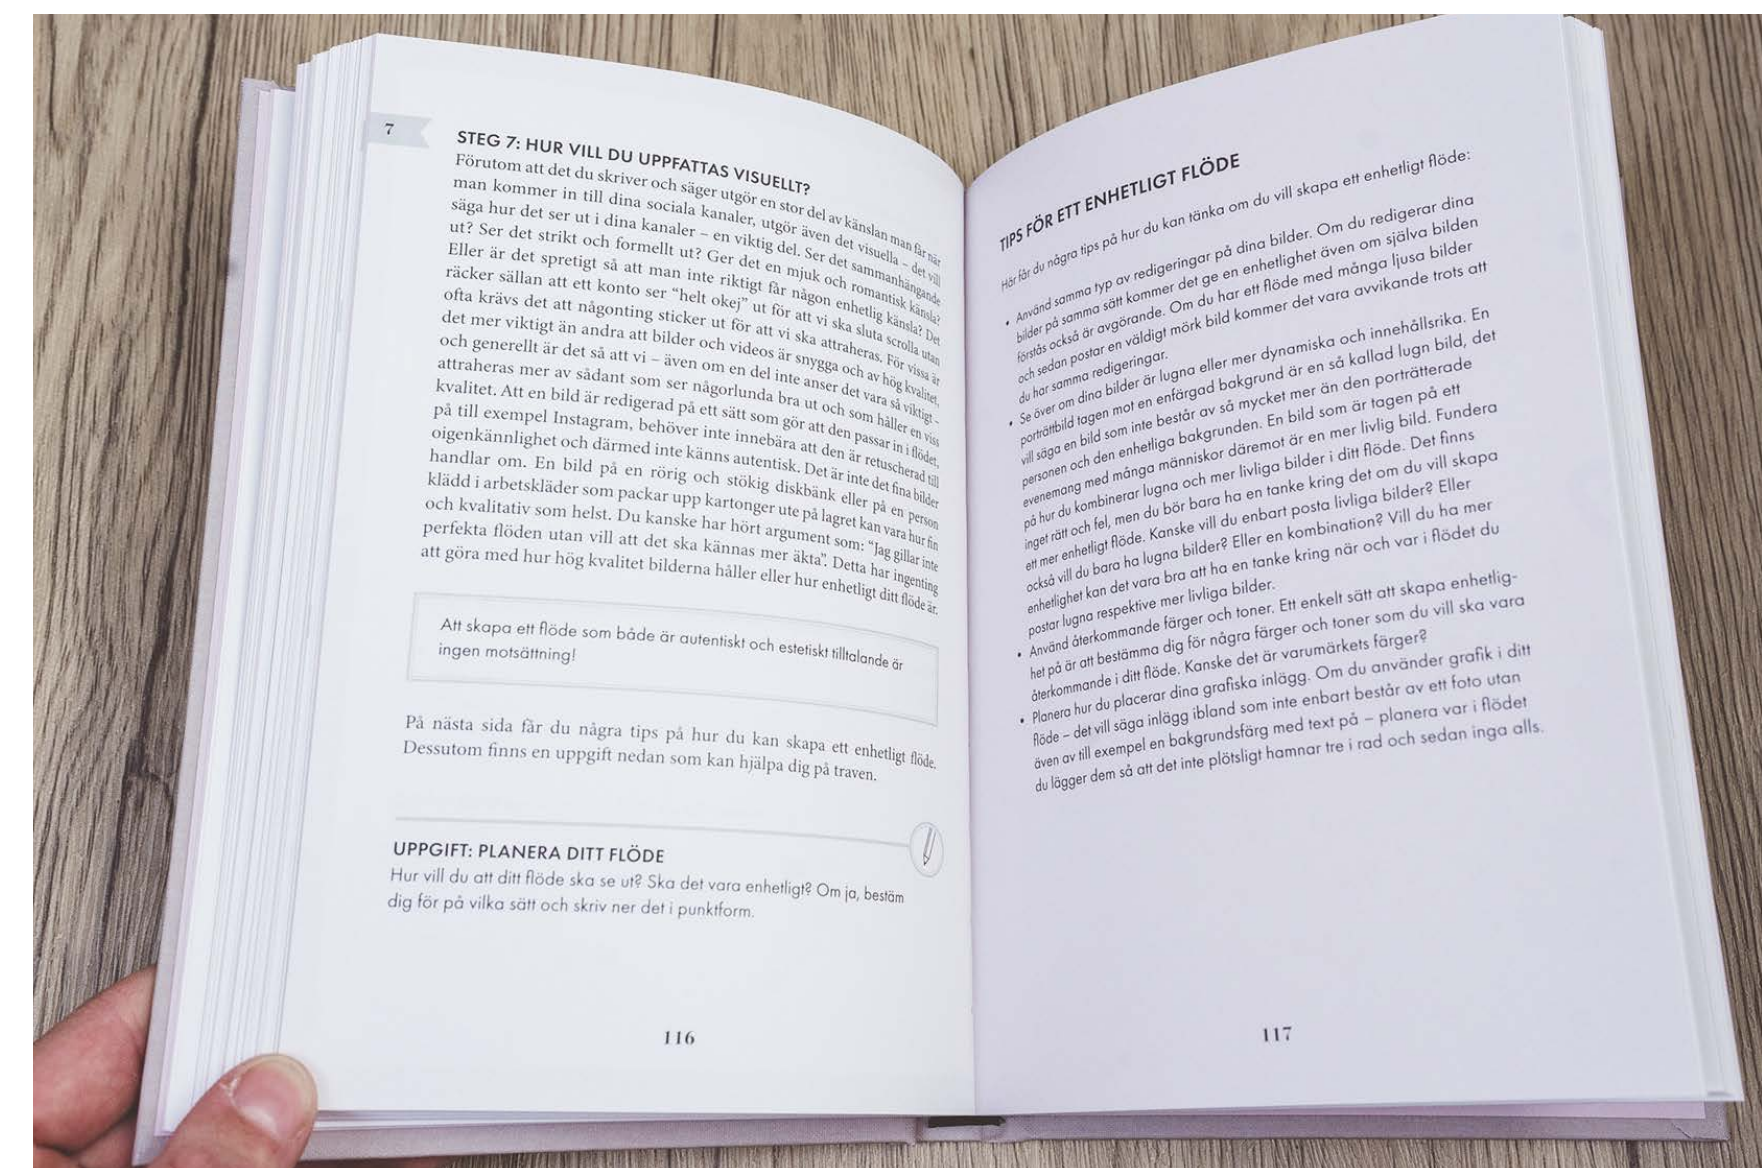 7
STEG 7: HUR VILL DU UPPFATTAS VISUELLT?
Förutom att det du skriver och säger utgör en stor del av känslan man får när
man kommer in till dina sociala kanaler, utgör även det visuella – det vill
säga hur det ser ut i dina kanaler – en viktig del. Ser det sammanhängande
ut? Ser det strikt och formellt ut? Ger det en mjuk och romantisk känsla?
Eller är det spretigt så att man inte riktigt får någon enhetlig känsla? Det
räcker sällan att ett konto ser ”helt okej” ut för att vi ska sluta scrolla utan
ofta krävs det att någonting sticker ut för att vi ska attraheras. För vissa är
det mer viktigt än andra att bilder och videos är snygga och av hög kvalitet,
och generellt är det så att vi – även om en del inte anser det vara så viktigt –
attraheras mer av sådant som ser någorlunda bra ut och som håller en viss
kvalitet. Att en bild är redigerad på ett sätt som gör att den passar in i flödet,
på till exempel Instagram, behöver inte innebära att den är retuscherad till
oigenkännlighet och därmed inte känns autentisk. Det är inte det fina bilder
handlar om. En bild på en rörig och stökig diskbänk eller på en person
klädd i arbetskläder som packar upp kartonger ute på lagret kan vara hur fin
och kvalitativ som helst. Du kanske har hört argument som: ”Jag gillar inte
perfekta flöden utan vill att det ska kännas mer äkta”. Detta har ingenting
att göra med hur hög kvalitet bilderna håller eller hur enhetligt ditt flöde är.
Att skapa ett flöde som både är autentiskt och estetiskt tilltalande är
ingen motsättning!
På nästa sida får du några tips på hur du kan skapa ett enhetligt flöde.
Dessutom finns en uppgift nedan som kan hjälpa dig på traven.
UPPGIFT: PLANERA DITT FLÖDE
Hur vill du att ditt flöde ska se ut? Ska det vara enhetligt? Om ja, bestäm
dig för på vilka sätt och skriv ner det i punktform.
116
TIPS FÖR ETT ENHETLIGT FLÖDE
Här får du några tips på hur du kan tänka om du vill skapa ett enhetligt flöde:
• Använd samma typ av redigeringar på dina bilder. Om du redigerar dina
bilder på samma sätt kommer det ge en enhetlighet även om själva bilden
förstås också är avgörande. Om du har ett flöde med många ljusa bilder
och sedan postar en väldigt mörk bild kommer det vara avvikande trots att
du har samma redigeringar.
• Se över om dina bilder är lugna eller mer dynamiska och innehållsrika. En
porträttbild tagen mot en enfärgad bakgrund är en så kallad lugn bild, det
vill säga en bild som inte består av så mycket mer än den porträtterade
personen och den enhetliga bakgrunden. En bild som är tagen på ett
evenemang med många människor däremot är en mer livlig bild. Fundera
på hur du kombinerar lugna och mer livliga bilder i ditt flöde. Det finns
inget rätt och fel, men du bör bara ha en tanke kring det om du vill skapa
ett mer enhetligt flöde. Kanske vill du enbart posta livliga bilder? Eller
också vill du bara ha lugna bilder? Eller en kombination? Vill du ha mer
enhetlighet kan det vara bra att ha en tanke kring när och var i flödet du
postar lugna respektive mer livliga bilder.
• Använd återkommande färger och toner. Ett enkelt sätt att skapa enhetlig-
het på är att bestämma dig för några färger och toner som du vill ska vara
återkommande i ditt flöde. Kanske det är varumärkets färger?
• Planera hur du placerar dina grafiska inlägg. Om du använder grafik i ditt
flöde – det vill säga inlägg ibland som inte enbart består av ett foto utan
även av till exempel en bakgrundsfärg med text på – planera var i flödet
du lägger dem så att det inte plötsligt hamnar tre i rad och sedan inga alls.
117